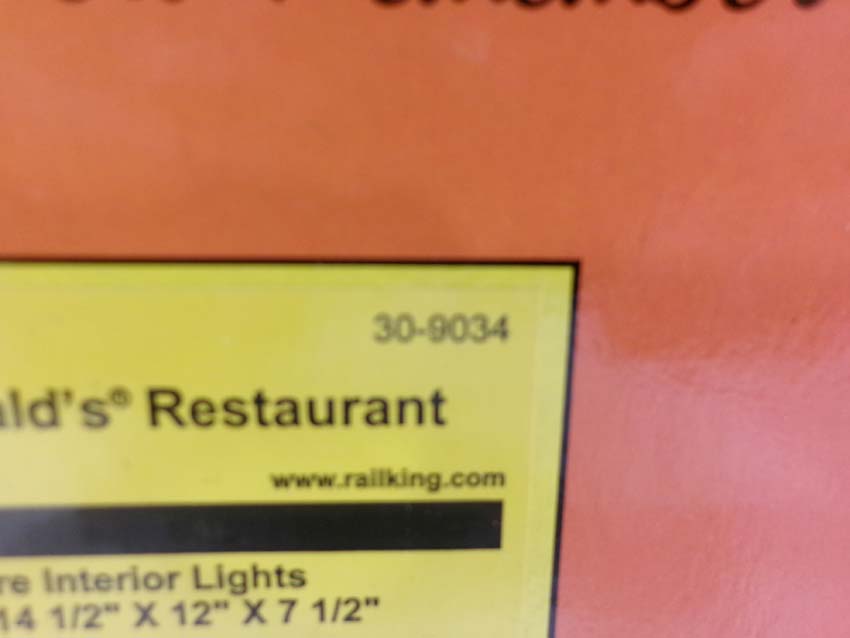 30-9034
ald's® Restaurant
www.railking.com
re Interior Lights
14 1/2" X 12" X 7 1/2"